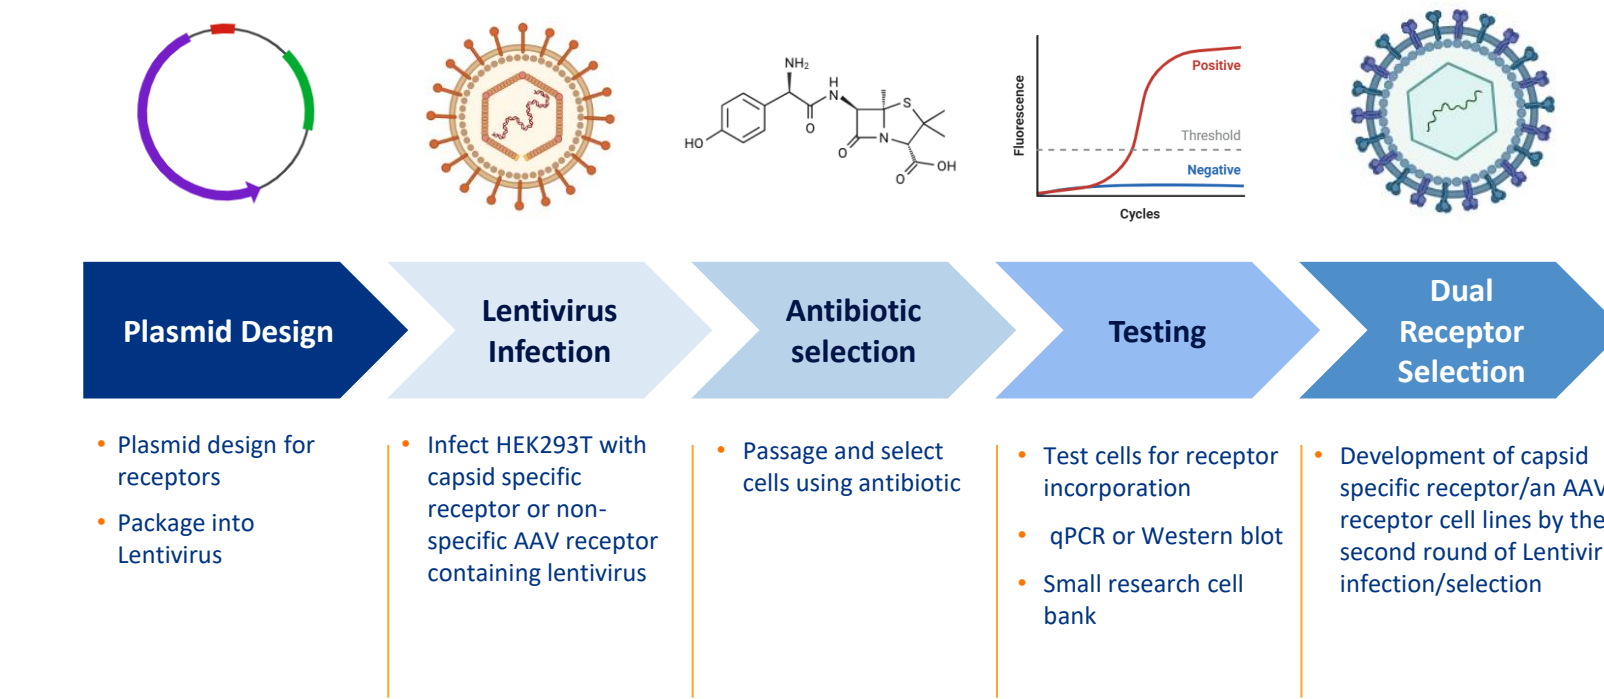 NH₂
H
N
O
HO
S
N
O
O
OH
Fluorescence
Positive
Threshold
Negative
Cycles
Plasmid Design
Lentivirus
Infection
Antibiotic
selection
Testing
Dual
Receptor
Selection
• Plasmid design for
receptors
• Package into
Lentivirus
• Infect HEK293T with
capsid specific
receptor or non-
specific AAV receptor
containing lentivirus
• Passage and select
cells using antibiotic
• Test cells for receptor
incorporation
• qPCR or Western blot
• Small research cell
bank
• Development of capsid
specific receptor/an AAV
receptor cell lines by the
second round of Lentivir
infection/selection